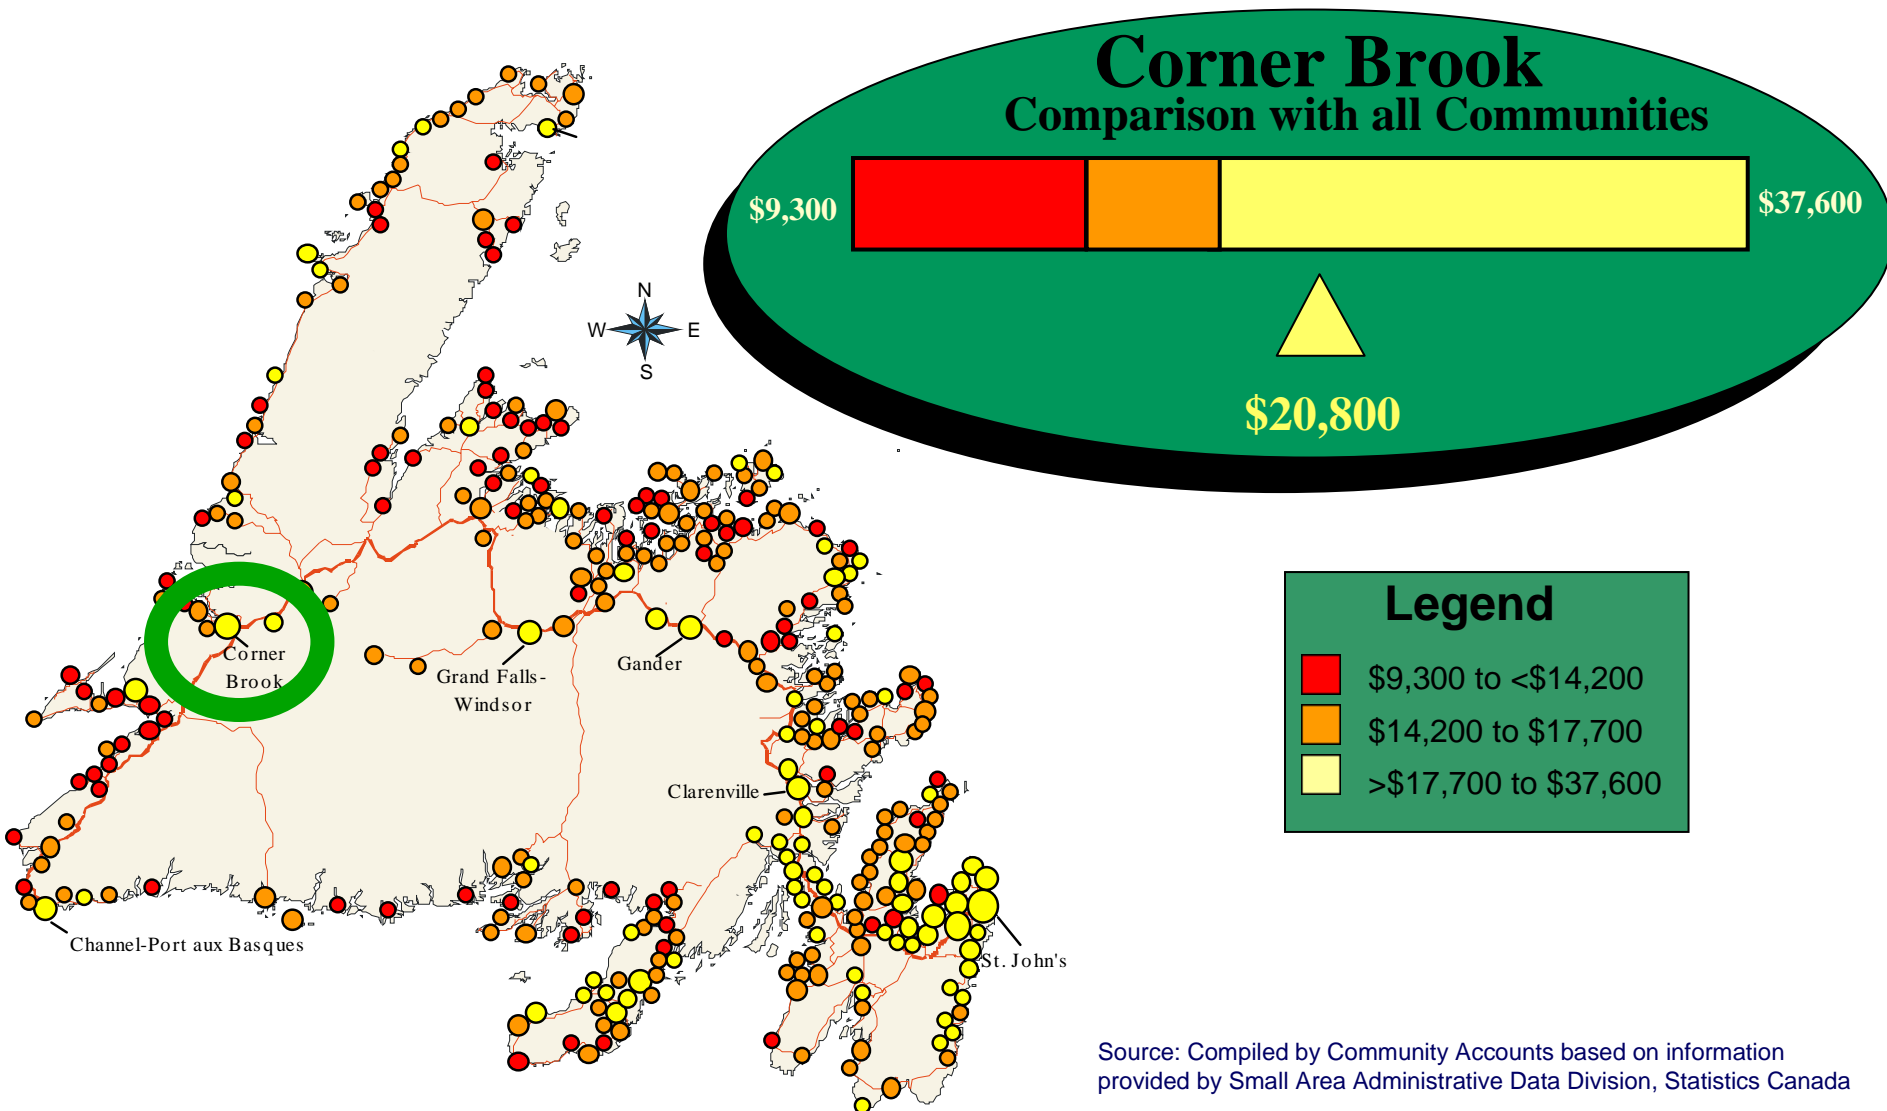 Corner Brook
Comparison with all Communities
$9,300
$37,600
$20,800
N
W
E
S
Corner
Brook
Grand Falls-
Windsor
Gander
Clarenville
Channel-Port aux Basques
St. John's
Legend
$9,300 to <$14,200
$14,200 to $17,700
>$17,700 to $37,600
Source: Compiled by Community Accounts based on information
provided by Small Area Administrative Data Division, Statistics Canada